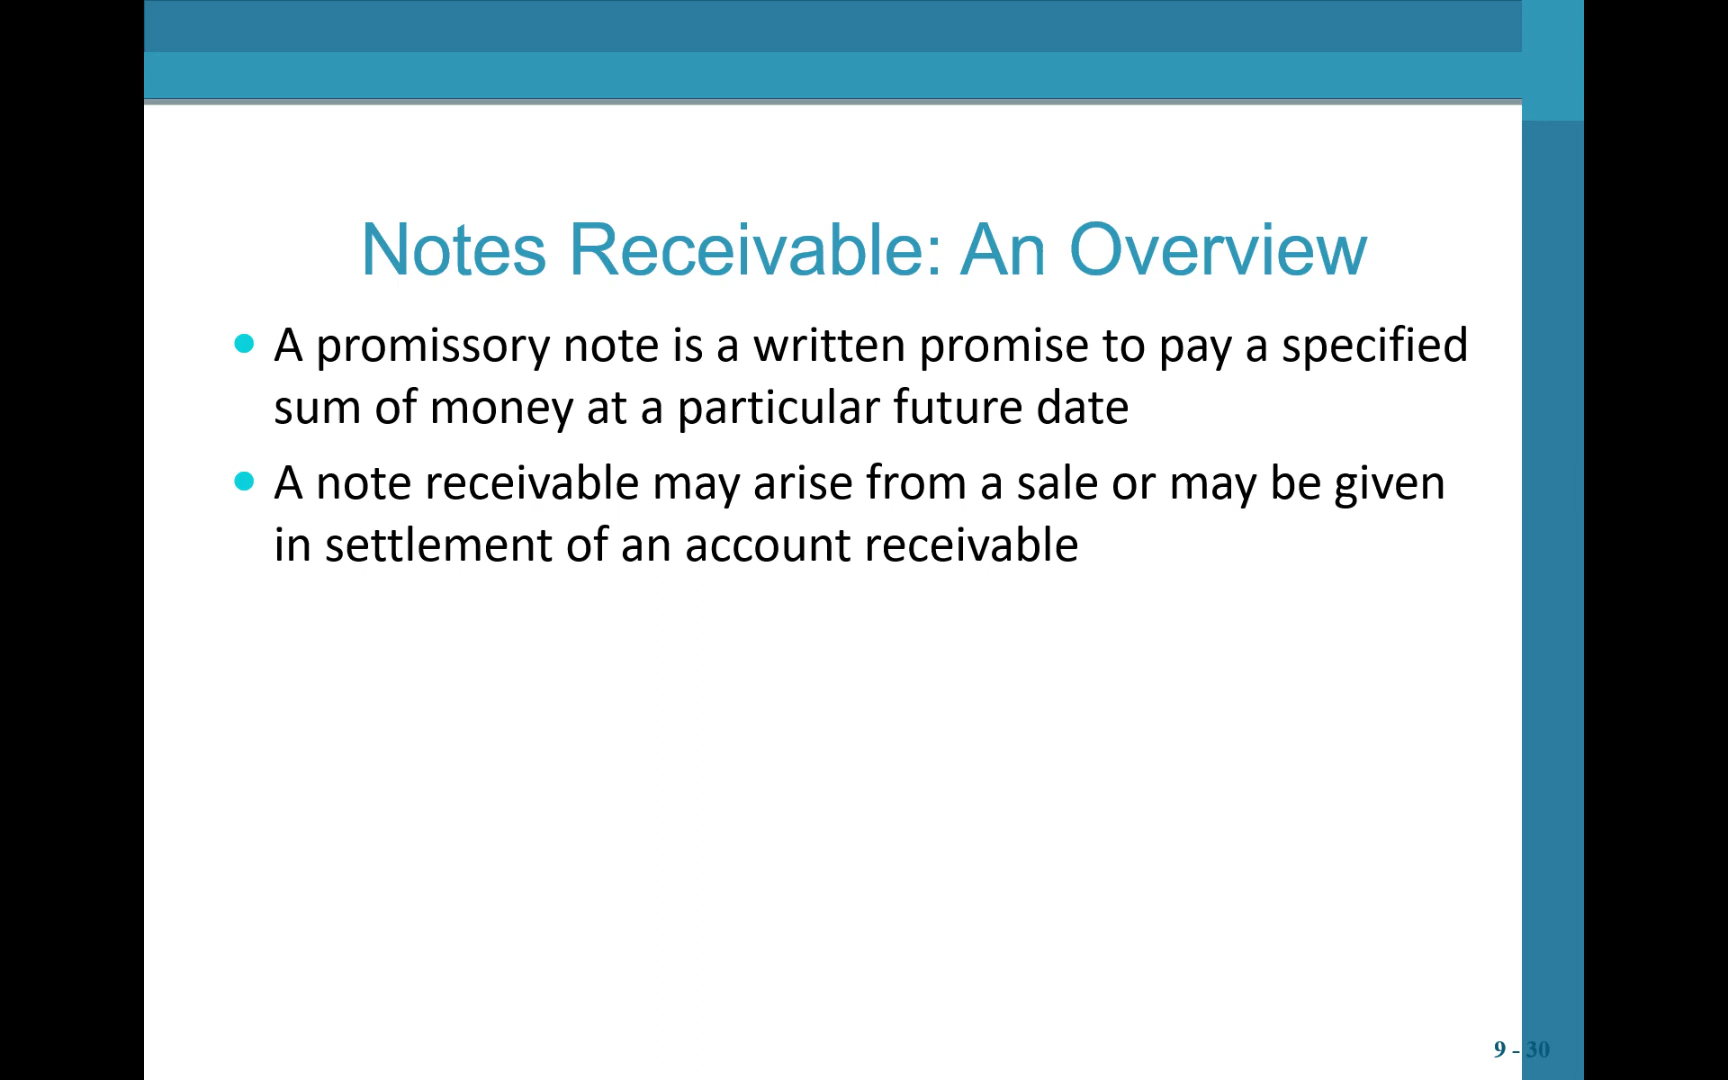 Notes Receivable: An Overview
A promissory note is a written promise to pay a specified
sum of money at a particular future date
A note receivable may arise from a sale or may be given
in settlement of an account receivable
9 - 30